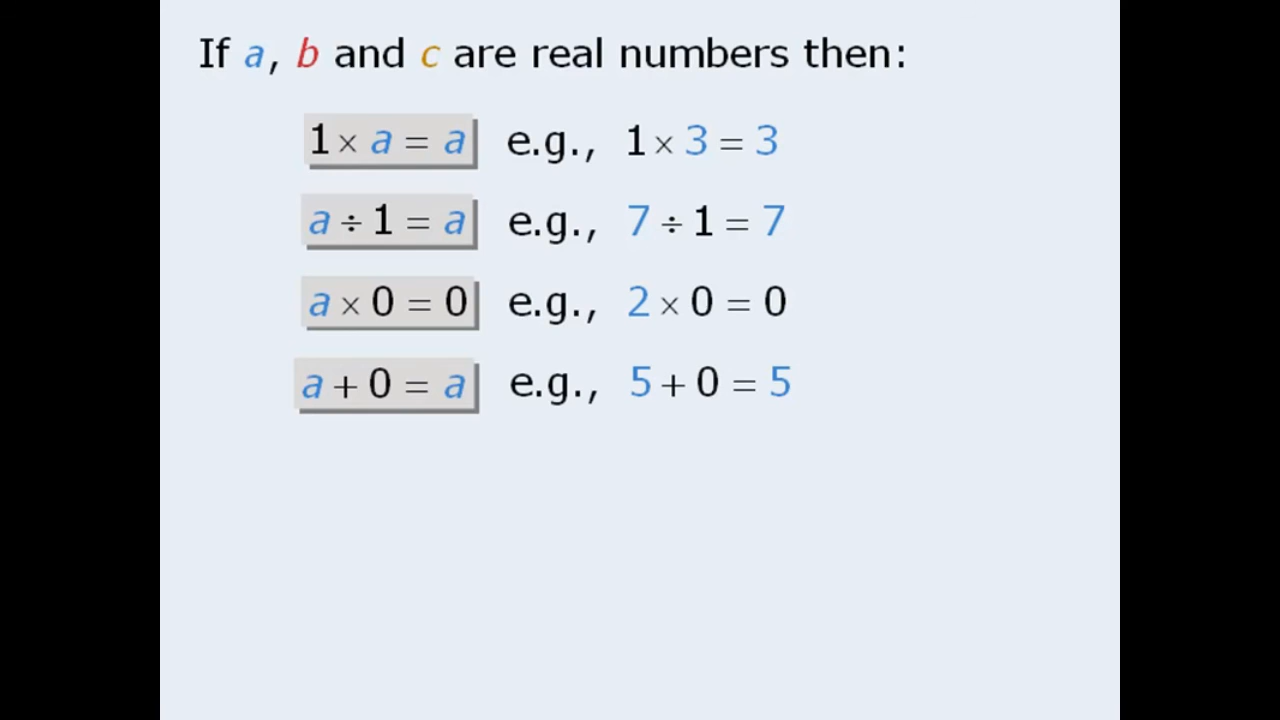 If a, b and c are real numbers then:
1 × a = a e.g., 1 × 3 = 3
a ÷ 1 = a e.g., 7 ÷ 1 = 7
a × 0 = 0 e.g., 2 × 0 = 0
a + 0 = a e.g., 5 + 0 = 5